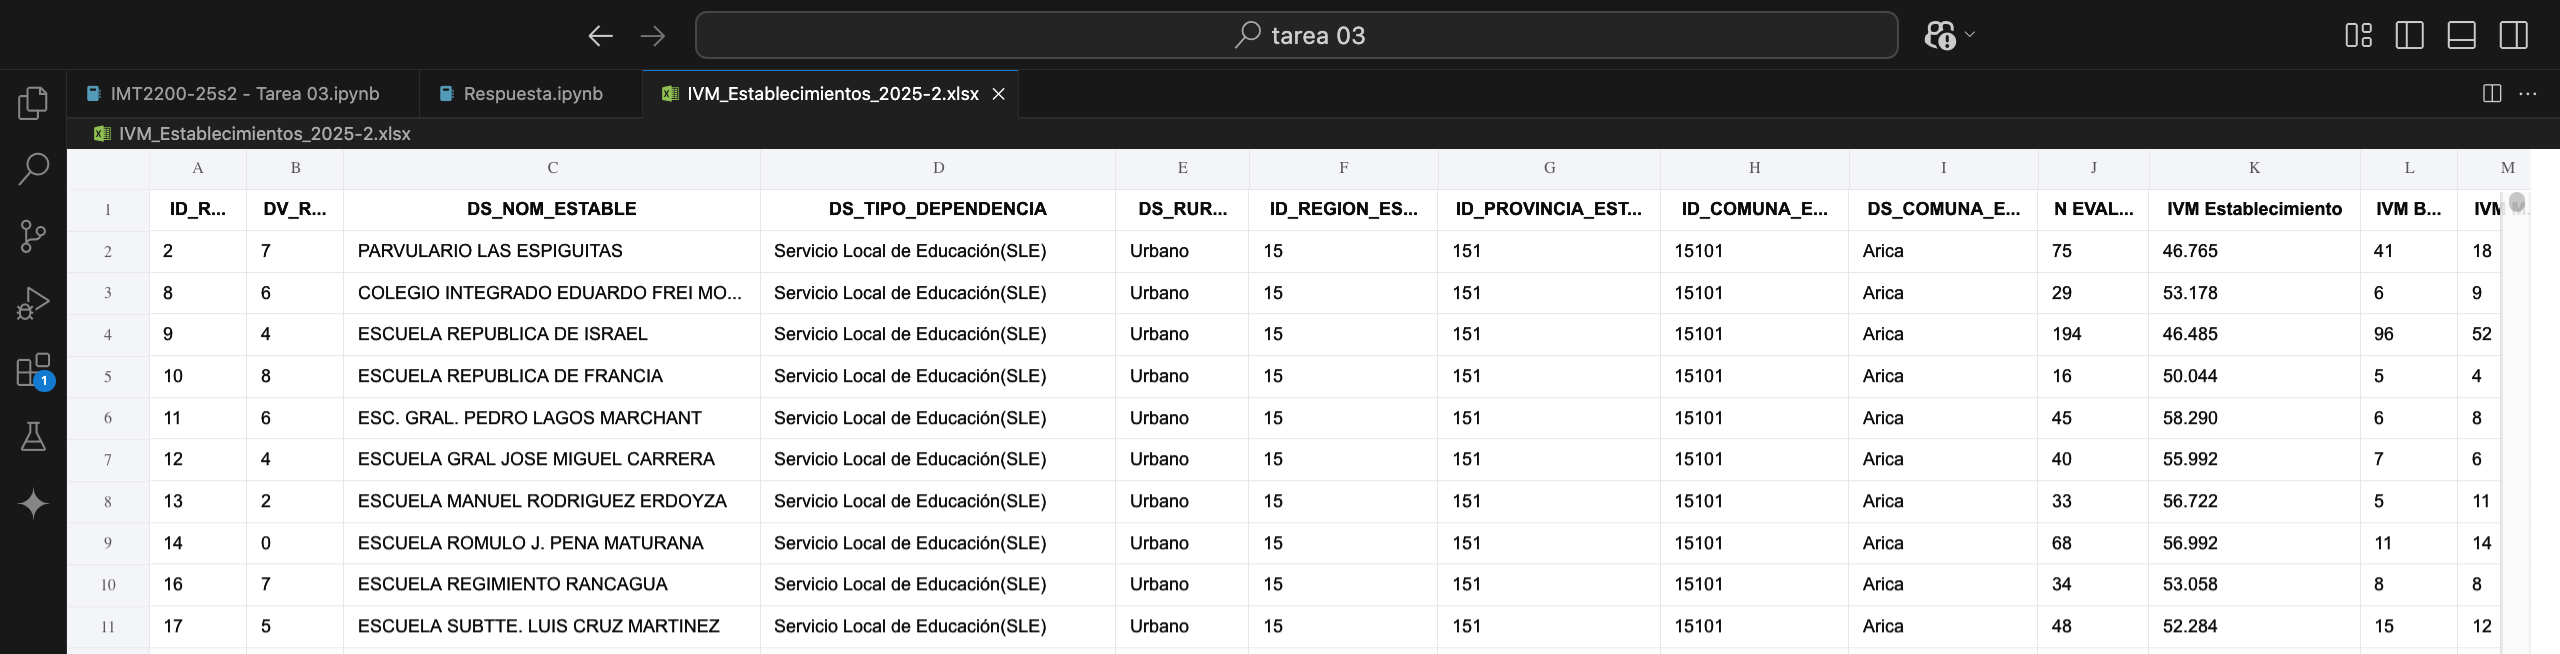 tarea 03
IMT2200-25s2 - Tarea 03.ipynb Respuesta.ipynb IVM_Establecimientos_2025-2.xlsx
IVM_Establecimientos_2025-2.xlsx
A B C D E F G H I J K L M
1 ID_R... DV_R... DS_NOM_ESTABLE DS_TIPO_DEPENDENCIA DS_RUR... ID_REGION_ES... ID_PROVINCIA_EST... ID_COMUNA_E... DS_COMUNA_E... N EVAL... IVM Establecimiento IVM B... IVM M...
2 2 7 PARVULARIO LAS ESPIGUITAS Servicio Local de Educación(SLE) Urbano 15 151 15101 Arica 75 46.765 41 18
3 8 6 COLEGIO INTEGRADO EDUARDO FREI MO... Servicio Local de Educación(SLE) Urbano 15 151 15101 Arica 29 53.178 6 9
4 9 4 ESCUELA REPUBLICA DE ISRAEL Servicio Local de Educación(SLE) Urbano 15 151 15101 Arica 194 46.485 96 52
5 10 8 ESCUELA REPUBLICA DE FRANCIA Servicio Local de Educación(SLE) Urbano 15 151 15101 Arica 16 50.044 5 4
6 11 6 ESC. GRAL. PEDRO LAGOS MARCHANT Servicio Local de Educación(SLE) Urbano 15 151 15101 Arica 45 58.290 6 8
7 12 4 ESCUELA GRAL JOSE MIGUEL CARRERA Servicio Local de Educación(SLE) Urbano 15 151 15101 Arica 40 55.992 7 6
1 8 13 2 ESCUELA MANUEL RODRIGUEZ ERDOYZA Servicio Local de Educación(SLE) Urbano 15 151 15101 Arica 33 56.722 5 11
9 14 0 ESCUELA ROMULO J. PENA MATURANA Servicio Local de Educación(SLE) Urbano 15 151 15101 Arica 68 56.992 11 14
10 16 7 ESCUELA REGIMIENTO RANCAGUA Servicio Local de Educación(SLE) Urbano 15 151 15101 Arica 34 53.058 8 8
11 17 5 ESCUELA SUBTTE. LUIS CRUZ MARTINEZ Servicio Local de Educación(SLE) Urbano 15 151 15101 Arica 48 52.284 15 12